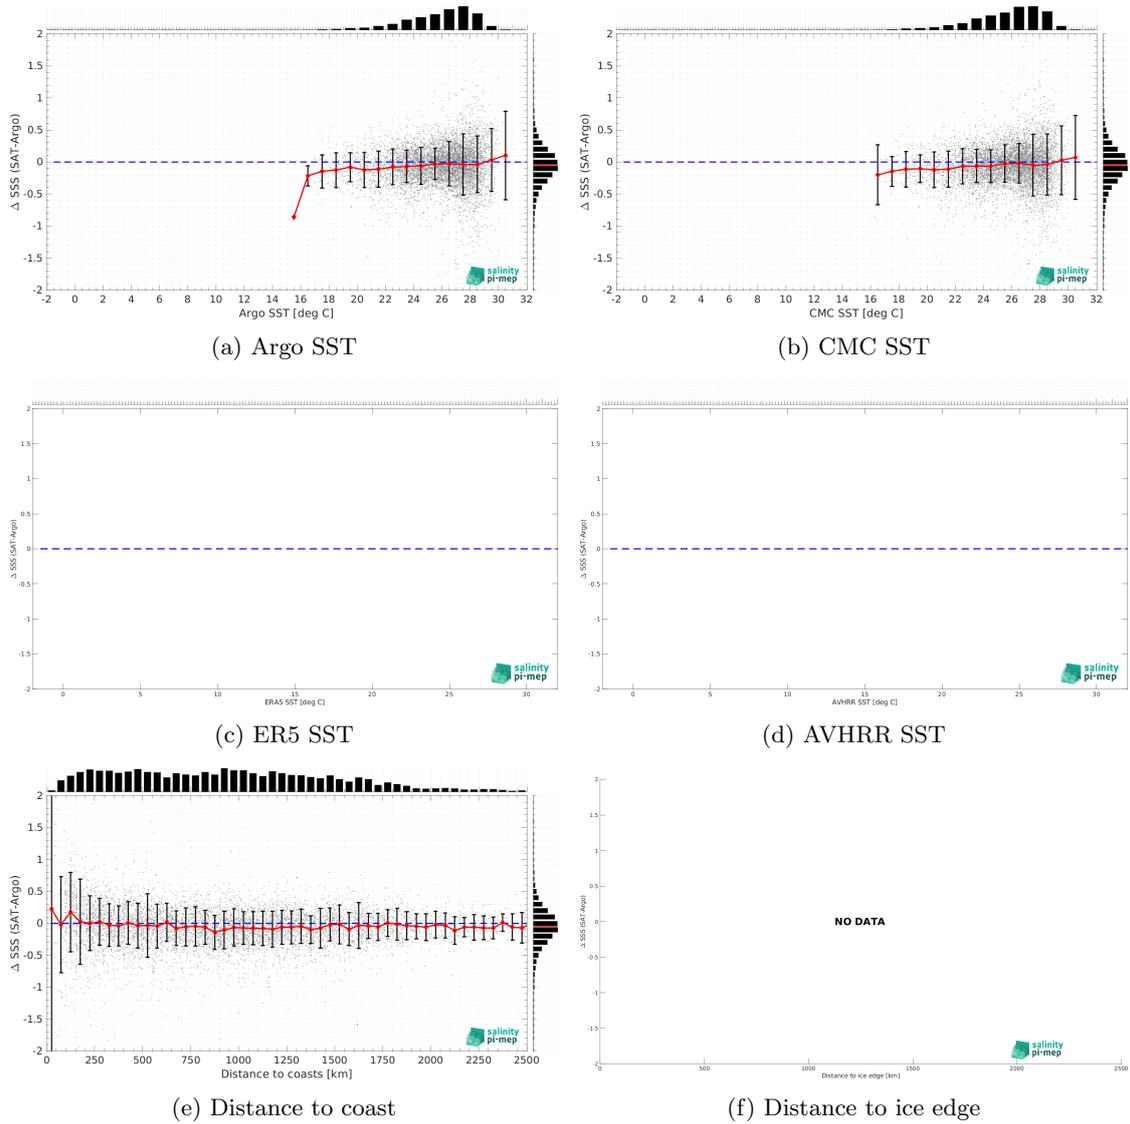 2
1.5
1
0.5
0
-0.5
-1
-1.5
-2
Δ SSS (SAT-Argo)
-2 0 2 4 6 8 10 12 14 16 18 20 22 24 26 28 30 32
Argo SST [deg C]
salinity
pi-mep
(a) Argo SST
2
1.5
1
0.5
0
-0.5
-1
-1.5
-2
Δ SSS (SAT-Argo)
-2 0 2 4 6 8 10 12 14 16 18 20 22 24 26 28 30 32
CMC SST [deg C]
salinity
pi-mep
(b) CMC SST
2
1.5
1
0.5
0
-0.5
-1
-1.5
-2
Δ SSS (SAT-Argo)
0 5 10 15 20 25 30
ERA5 SST [deg C]
salinity
pi-mep
(c) ER5 SST
2
1.5
1
0.5
0
-0.5
-1
-1.5
-2
Δ SSS (SAT-Argo)
0 5 10 15 20 25 30
AVHRR SST [deg C]
salinity
pi-mep
(d) AVHRR SST
2
1.5
1
0.5
0
-0.5
-1
-1.5
-2
Δ SSS (SAT-Argo)
0 250 500 750 1000 1250 1500 1750 2000 2250 2500
Distance to coasts [km]
salinity
pi-mep
(e) Distance to coast
2
1.5
1
0.5
0
-0.5
-1
-1.5
-2
Δ SSS (SAT-Argo)
NO DATA
0 500 1000 1500 2000 2500
Distance to ice edge [km]
salinity
pi-mep
(f) Distance to ice edge